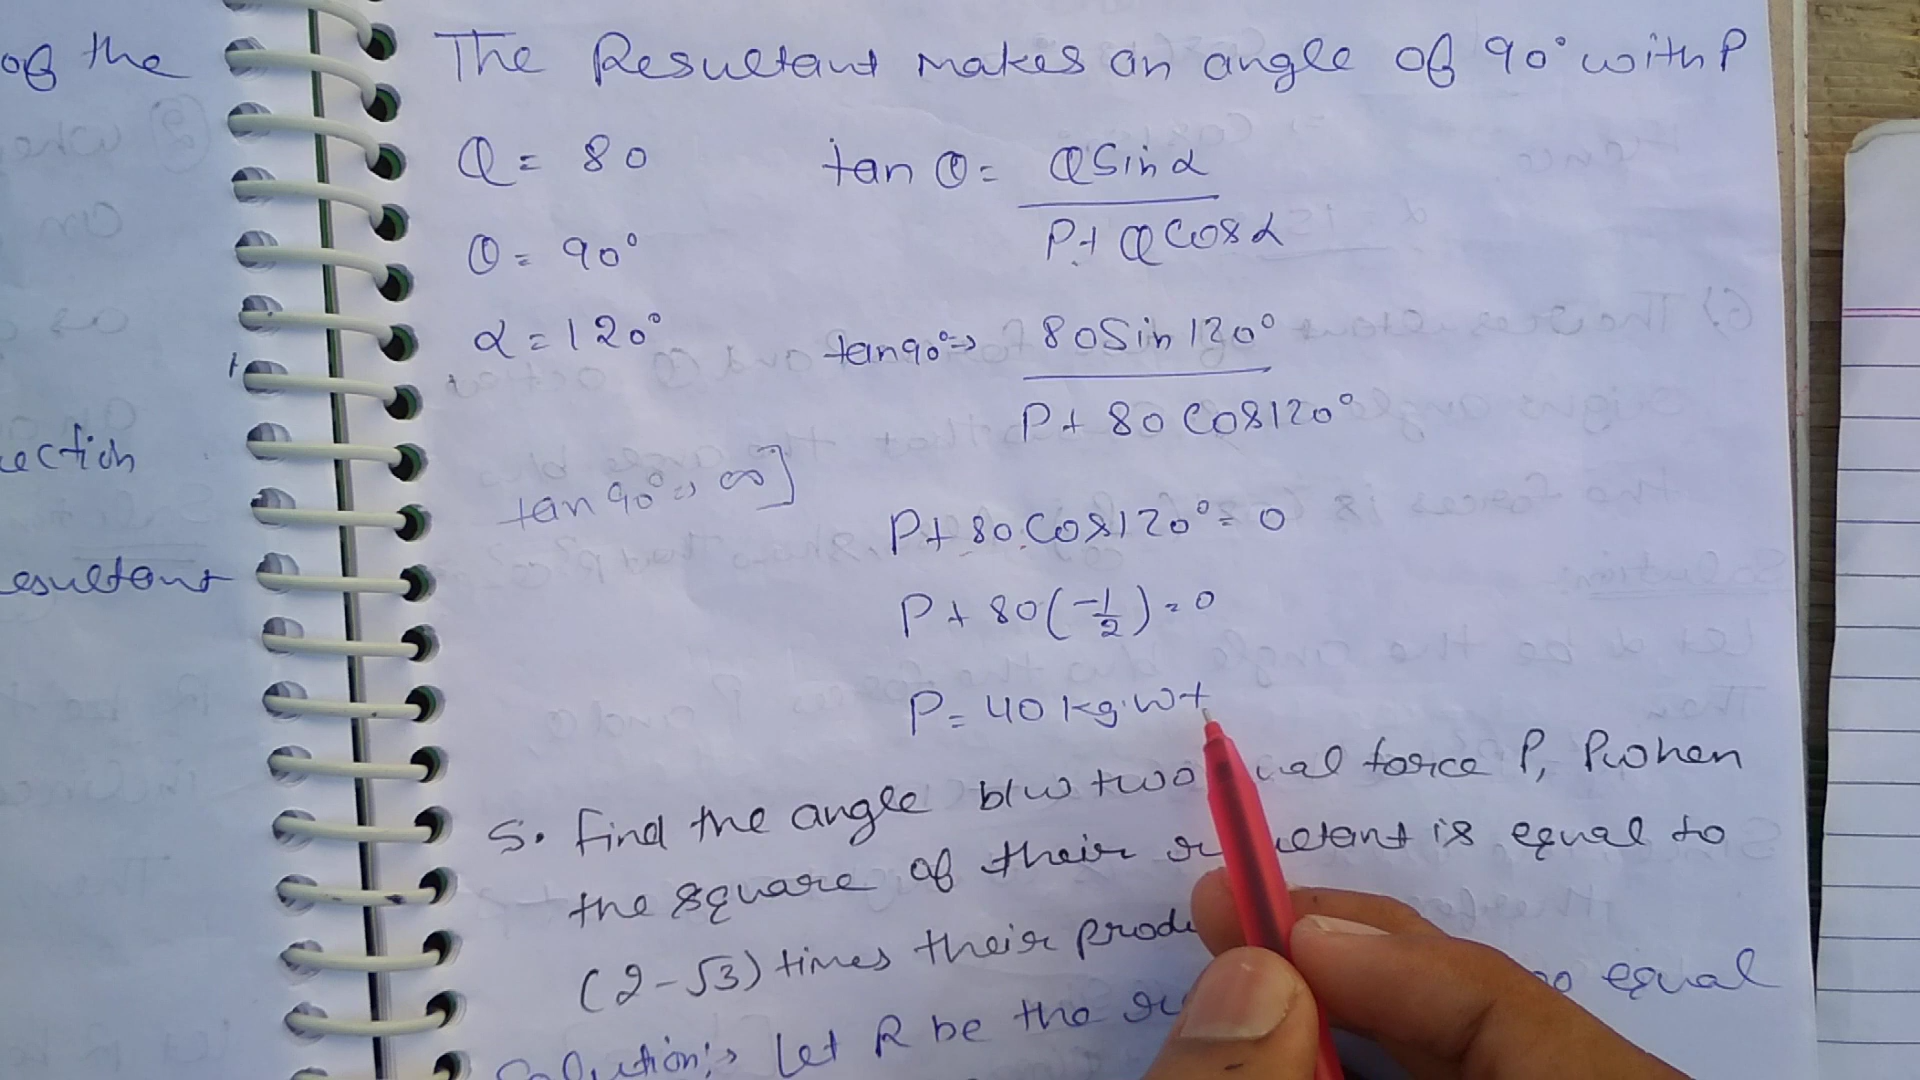 of the
ection
esultant
The Resultant makes an angle of 90° with P
Q = 80
tan θ = Q Sin α / P + Q Cos α
θ = 90°
α = 120°
tan 90° => 80 Sin 120° / P + 80 Cos 120°
tan 90° => ∞]
P + 80 . Cos 120° = 0
P + 80 (-1/2) = 0
P = 40 kg.wt
5. find the angle b/w two force P, P when
the square of their is equal to
(2-√3) times their equal
Solution:> Let R be the